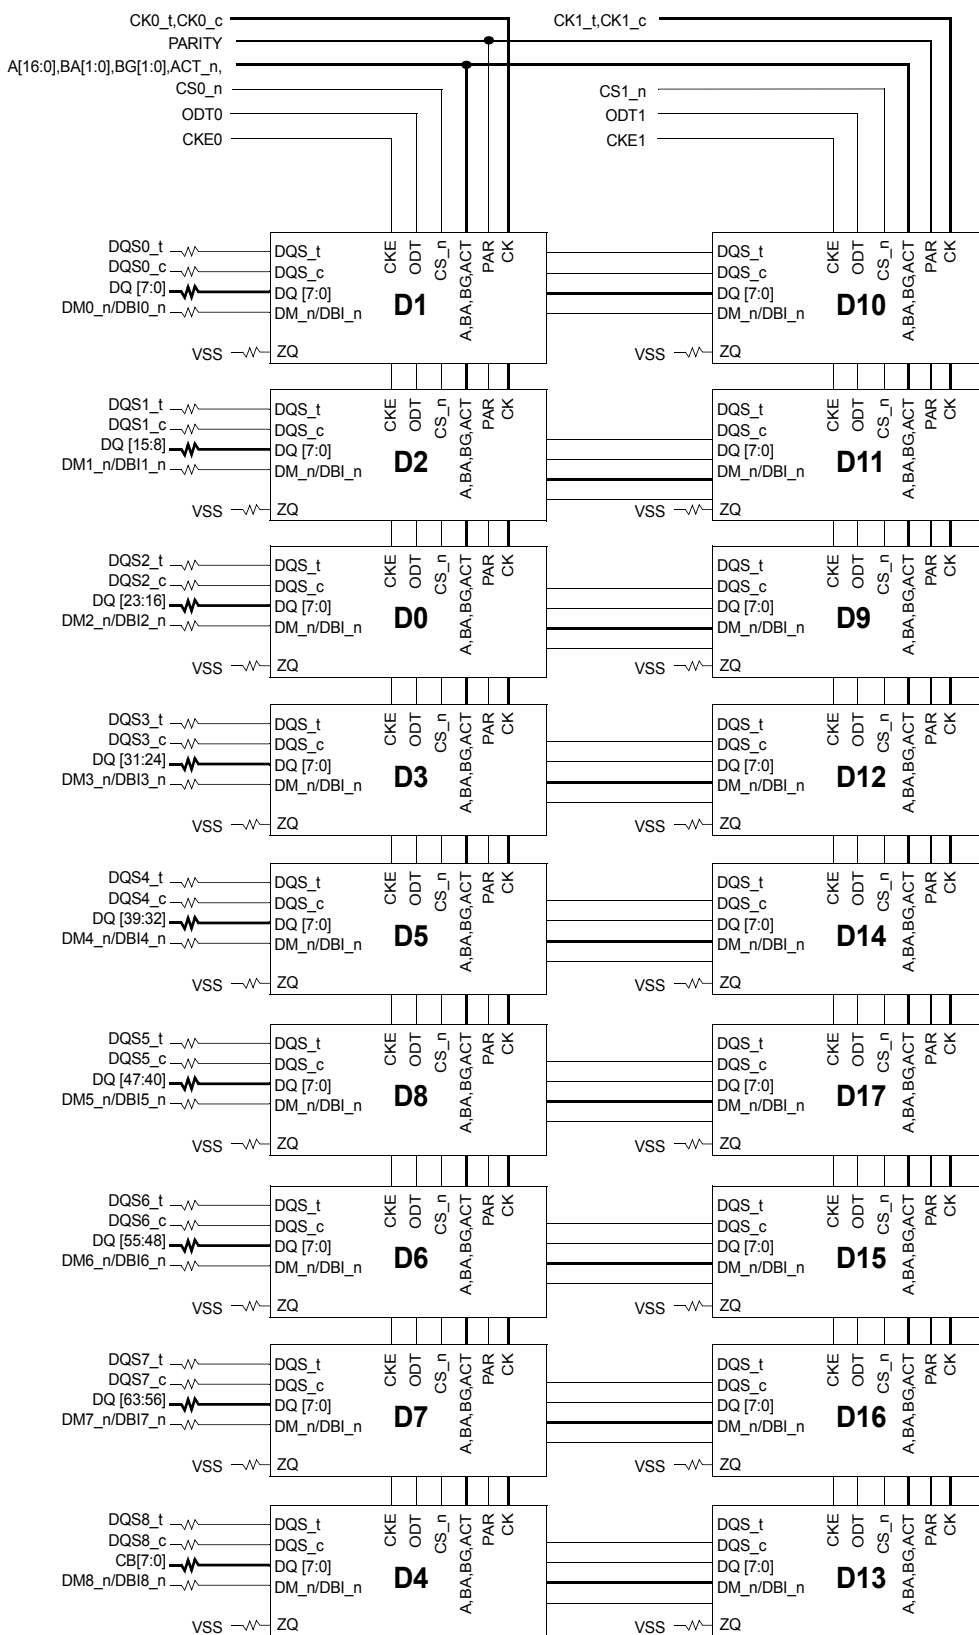 CK0_t,CK0_c CK1_t,CK1_c
PARITY
A[16:0],BA[1:0],BG[1:0],ACT_n,
CS0_n CS1_n
ODT0 ODT1
CKE0 CKE1
DQS0_t DQS_t CKE ODT CS_n A,BA,BG,ACT PAR CK DQS_t CKE ODT CS_n A,BA,BG,ACT PAR CK
DQS0_c DQS_c DQS_c
DQ [7:0] DQ [7:0] D1 DQ [7:0] D10
DM0_n/DBI0_n DM_n/DBI_n DM_n/DBI_n
VSS ZQ VSS ZQ
DQS1_t DQS_t CKE ODT CS_n A,BA,BG,ACT PAR CK DQS_t CKE ODT CS_n A,BA,BG,ACT PAR CK
DQS1_c DQS_c DQS_c
DQ [15:8] DQ [7:0] D2 DQ [7:0] D11
DM1_n/DBI1_n DM_n/DBI_n DM_n/DBI_n
VSS ZQ VSS ZQ
DQS2_t DQS_t CKE ODT CS_n A,BA,BG,ACT PAR CK DQS_t CKE ODT CS_n A,BA,BG,ACT PAR CK
DQS2_c DQS_c DQS_c
DQ [23:16] DQ [7:0] D0 DQ [7:0] D9
DM2_n/DBI2_n DM_n/DBI_n DM_n/DBI_n
VSS ZQ VSS ZQ
DQS3_t DQS_t CKE ODT CS_n A,BA,BG,ACT PAR CK DQS_t CKE ODT CS_n A,BA,BG,ACT PAR CK
DQS3_c DQS_c DQS_c
DQ [31:24] DQ [7:0] D3 DQ [7:0] D12
DM3_n/DBI3_n DM_n/DBI_n DM_n/DBI_n
VSS ZQ VSS ZQ
DQS4_t DQS_t CKE ODT CS_n A,BA,BG,ACT PAR CK DQS_t CKE ODT CS_n A,BA,BG,ACT PAR CK
DQS4_c DQS_c DQS_c
DQ [39:32] DQ [7:0] D5 DQ [7:0] D14
DM4_n/DBI4_n DM_n/DBI_n DM_n/DBI_n
VSS ZQ VSS ZQ
DQS5_t DQS_t CKE ODT CS_n A,BA,BG,ACT PAR CK DQS_t CKE ODT CS_n A,BA,BG,ACT PAR CK
DQS5_c DQS_c DQS_c
DQ [47:40] DQ [7:0] D8 DQ [7:0] D17
DM5_n/DBI5_n DM_n/DBI_n DM_n/DBI_n
VSS ZQ VSS ZQ
DQS6_t DQS_t CKE ODT CS_n A,BA,BG,ACT PAR CK DQS_t CKE ODT CS_n A,BA,BG,ACT PAR CK
DQS6_c DQS_c DQS_c
DQ [55:48] DQ [7:0] D6 DQ [7:0] D15
DM6_n/DBI6_n DM_n/DBI_n DM_n/DBI_n
VSS ZQ VSS ZQ
DQS7_t DQS_t CKE ODT CS_n A,BA,BG,ACT PAR CK DQS_t CKE ODT CS_n A,BA,BG,ACT PAR CK
DQS7_c DQS_c DQS_c
DQ [63:56] DQ [7:0] D7 DQ [7:0] D16
DM7_n/DBI7_n DM_n/DBI_n DM_n/DBI_n
VSS ZQ VSS ZQ
DQS8_t DQS_t CKE ODT CS_n A,BA,BG,ACT PAR CK DQS_t CKE ODT CS_n A,BA,BG,ACT PAR CK
DQS8_c DQS_c DQS_c
CB[7:0] DQ [7:0] D4 DQ [7:0] D13
DM8_n/DBI8_n DM_n/DBI_n DM_n/DBI_n
VSS ZQ VSS ZQ